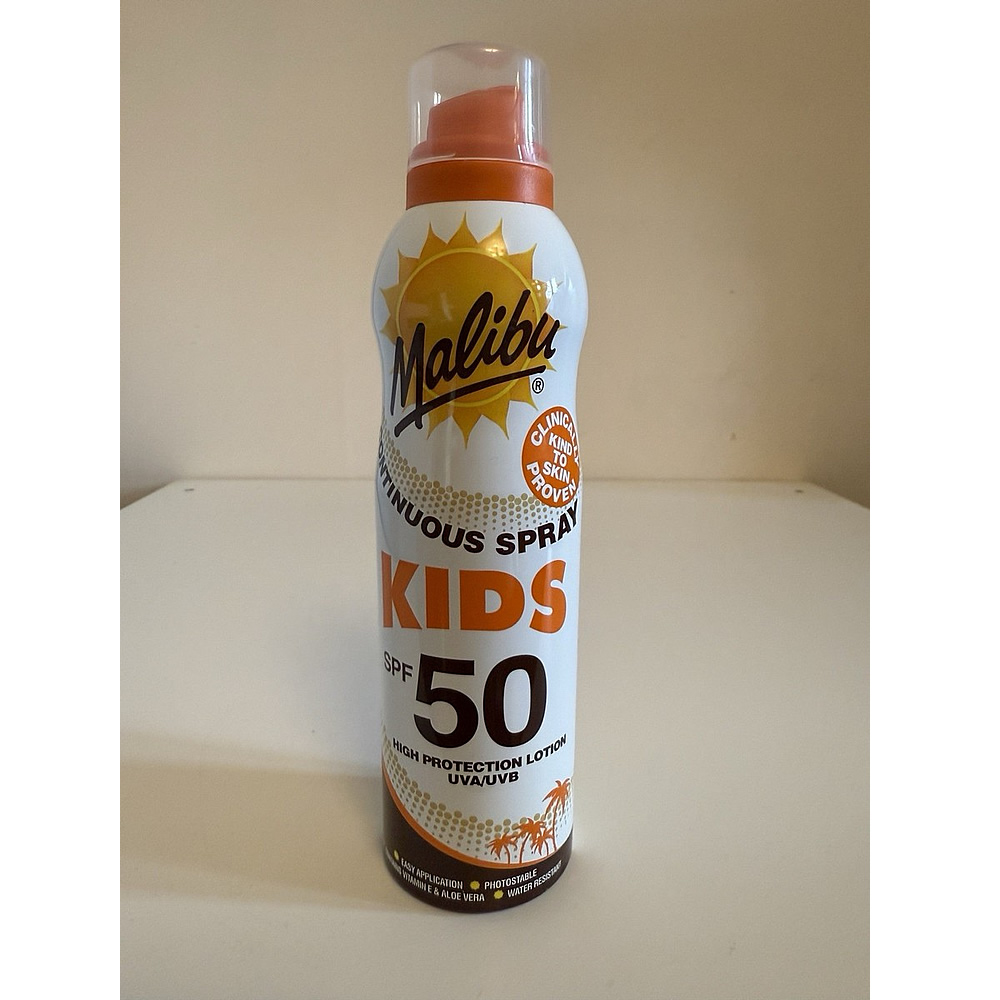 Malibu
®
CLINICALLY PROVEN
KIND
TO
SKIN
CONTINUOUS SPRAY
KIDS
SPF 50
HIGH PROTECTION LOTION
UVA/UVB
EASY APPLICATION PHOTOSTABLE
VITAMIN E & ALOE VERA WATER RESISTANT